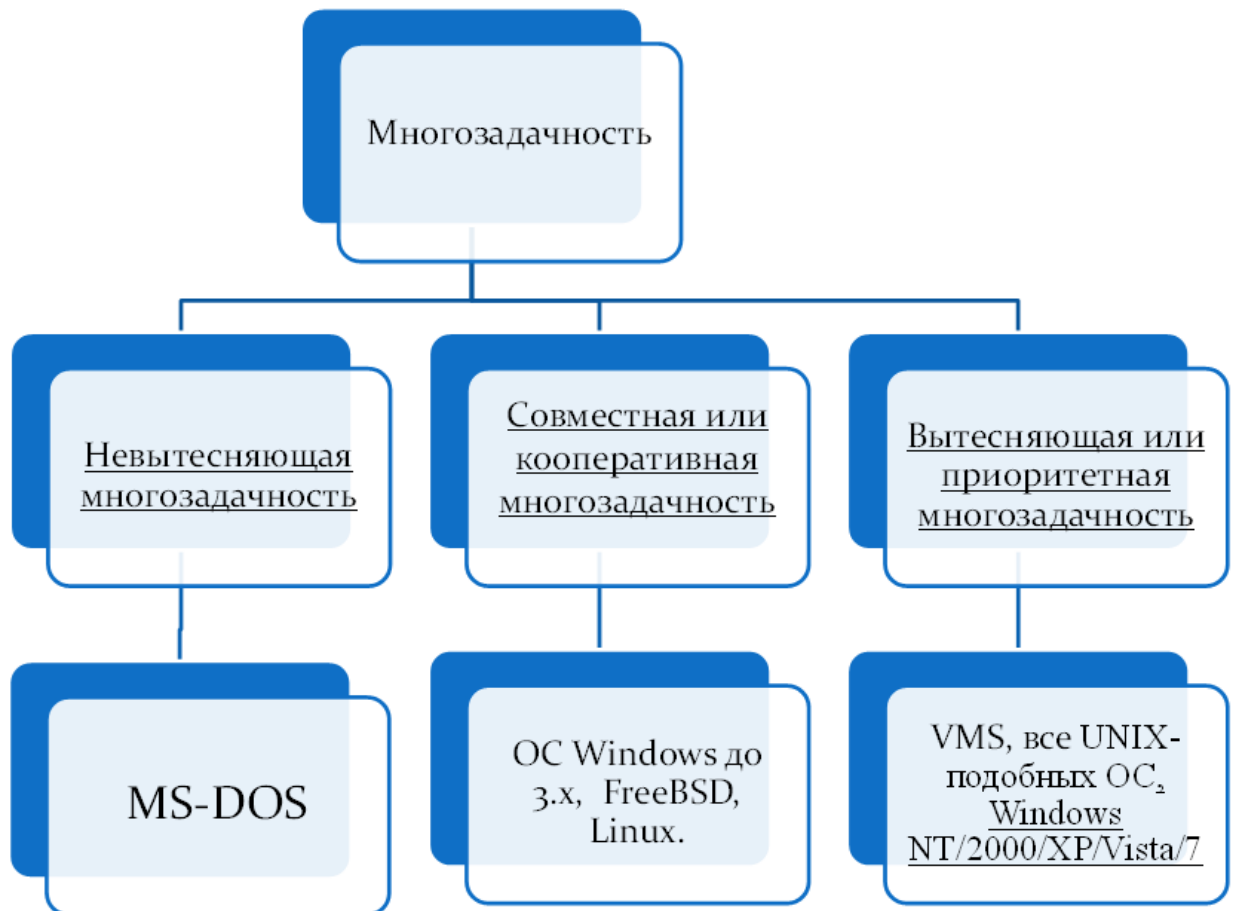 Многозадачность
Невытесняющая
многозадачность
Совместная или
кооперативная
многозадачность
Вытесняющая или
приоритетная
многозадачность
MS-DOS
ОС Windows до
3.x, FreeBSD,
Linux.
VMS, все UNIX-
подобных ОС,
Windows
NT/2000/XP/Vista/7